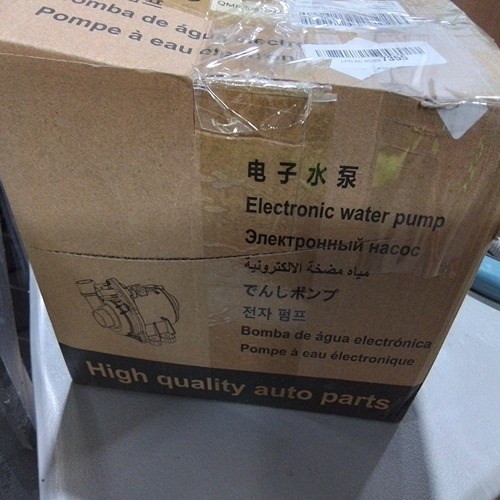 Bomba de água
Pompe à eau
7355
电子水泵
Electronic water pump
Электронный насос
مياه مضخة الالكترونية
でんしポンプ
전자 펌프
Bomba de água electrónica
Pompe à eau électronique
High quality auto parts